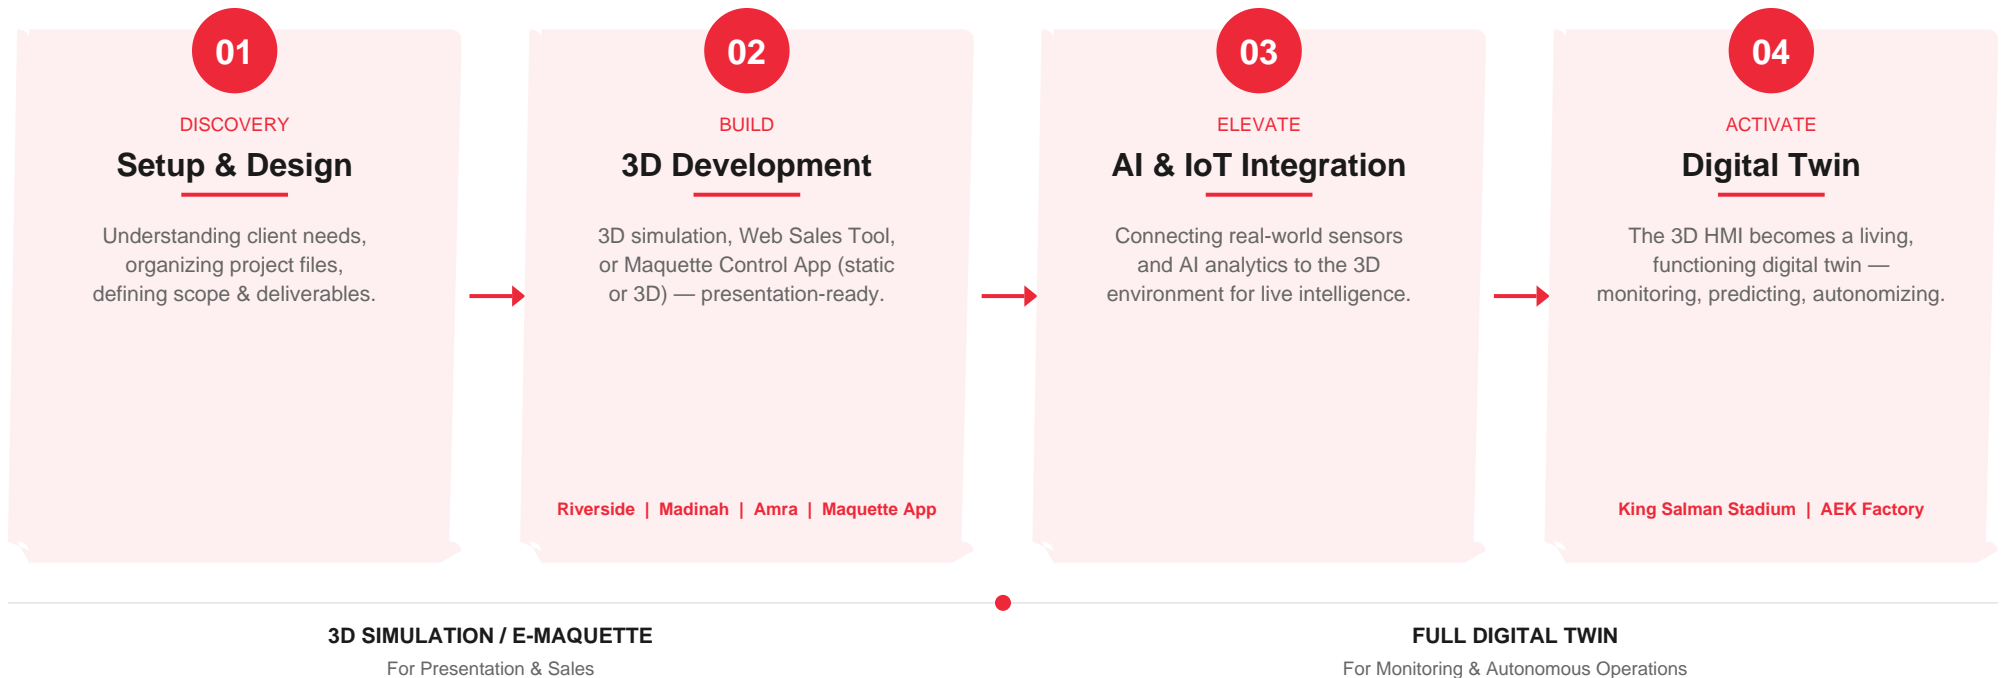 01
DISCOVERY
Setup & Design
Understanding client needs,
organizing project files,
defining scope & deliverables.
02
BUILD
3D Development
3D simulation, Web Sales Tool,
or Maquette Control App (static
or 3D) — presentation-ready.
Riverside | Madinah | Amra | Maquette App
03
ELEVATE
AI & IoT Integration
Connecting real-world sensors
and AI analytics to the 3D
environment for live intelligence.
04
ACTIVATE
Digital Twin
The 3D HMI becomes a living,
functioning digital twin —
monitoring, predicting, autonomizing.
King Salman Stadium | AEK Factory
3D SIMULATION / E-MAQUETTE
For Presentation & Sales
FULL DIGITAL TWIN
For Monitoring & Autonomous Operations